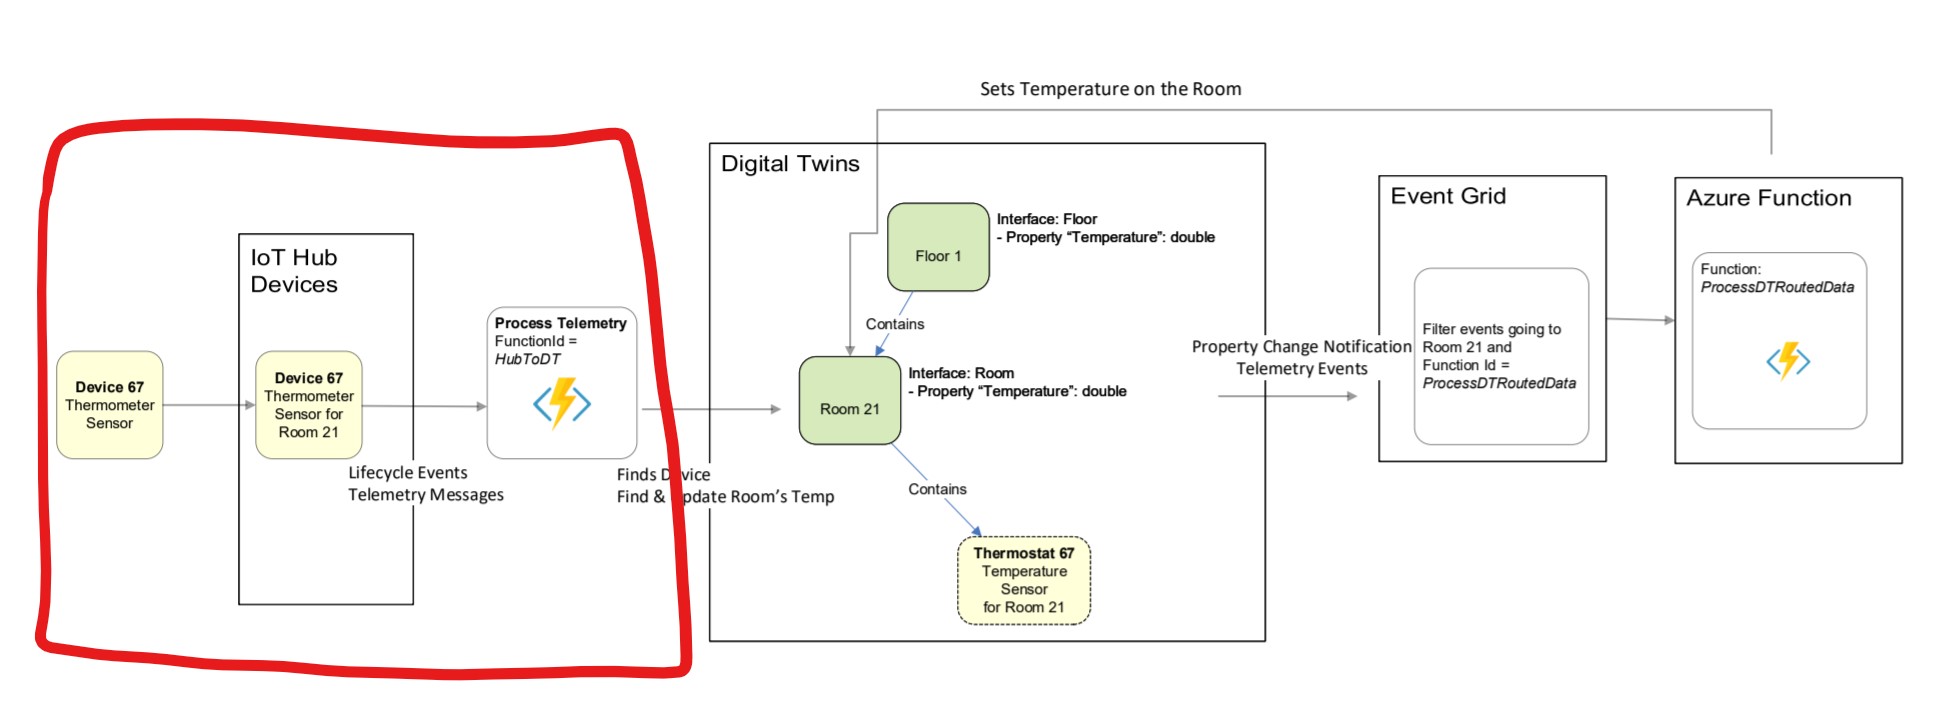 Sets Temperature on the Room
Device 67
Thermometer
Sensor
IoT Hub
Devices
Device 67
Thermometer
Sensor for
Room 21
Lifecycle Events
Telemetry Messages
Process Telemetry
FunctionId =
HubToDT
Finds Device
Find & Update Room's Temp
Digital Twins
Floor 1
Interface: Floor
- Property “Temperature”: double
Contains
Room 21
Interface: Room
- Property “Temperature”: double
Contains
Thermostat 67
Temperature
Sensor
for Room 21
Property Change Notification
Telemetry Events
Event Grid
Filter events going to
Room 21 and
Function Id =
ProcessDTRoutedData
Azure Function
Function:
ProcessDTRoutedData